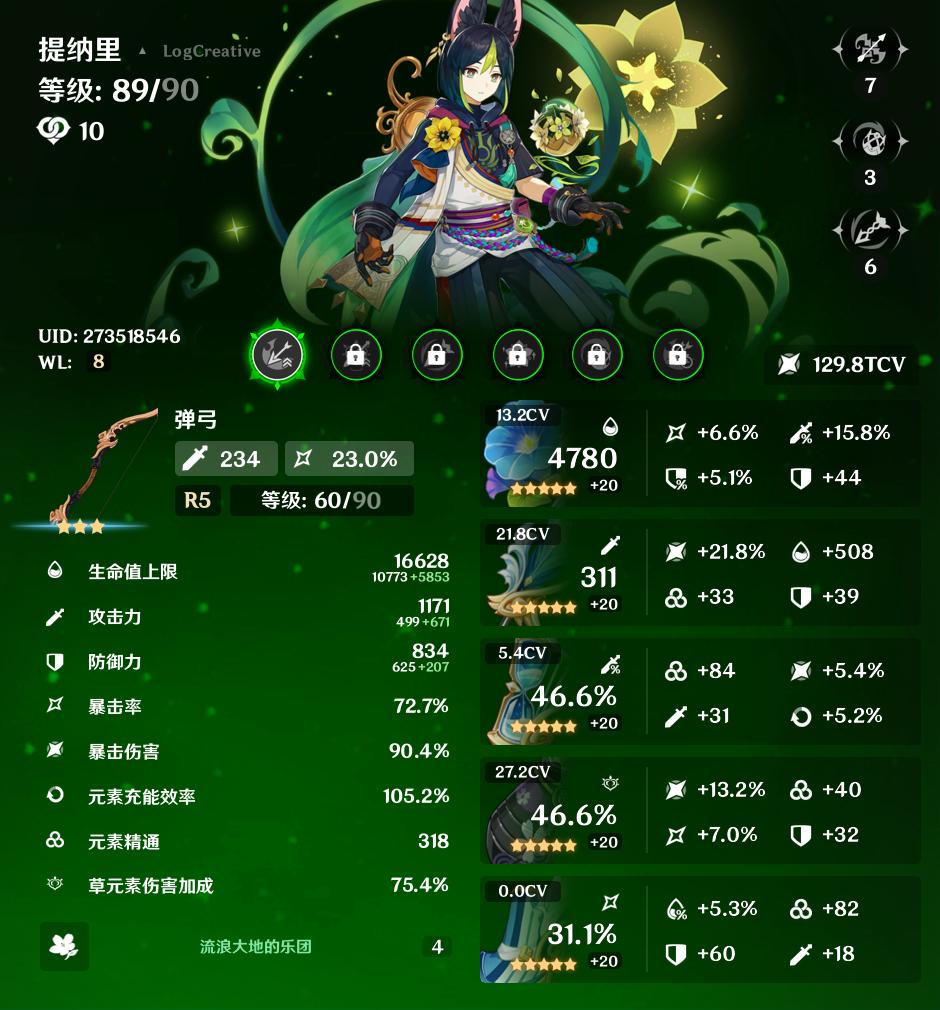 提纳里 ▲ LogCreative
等级: 89/90
10
7
3
6
UID: 273518546
WL: 8
129.8TCV
弹弓
234 23.0%
R5 等级: 60/90
生命值上限 16628
10773+5853
攻击力 1171
499+671
防御力 834
625+207
暴击率 72.7%
暴击伤害 90.4%
元素充能效率 105.2%
元素精通 318
草元素伤害加成 75.4%
流浪大地的乐团 4
13.2CV
4780
+20
+6.6% +15.8%
+5.1% +44
21.8CV
311
+20
+21.8% +508
+33 +39
5.4CV
46.6%
+20
+84 +5.4%
+31 +5.2%
27.2CV
46.6%
+20
+13.2% +40
+7.0% +32
0.0CV
31.1%
+20
+5.3% +82
+60 +18